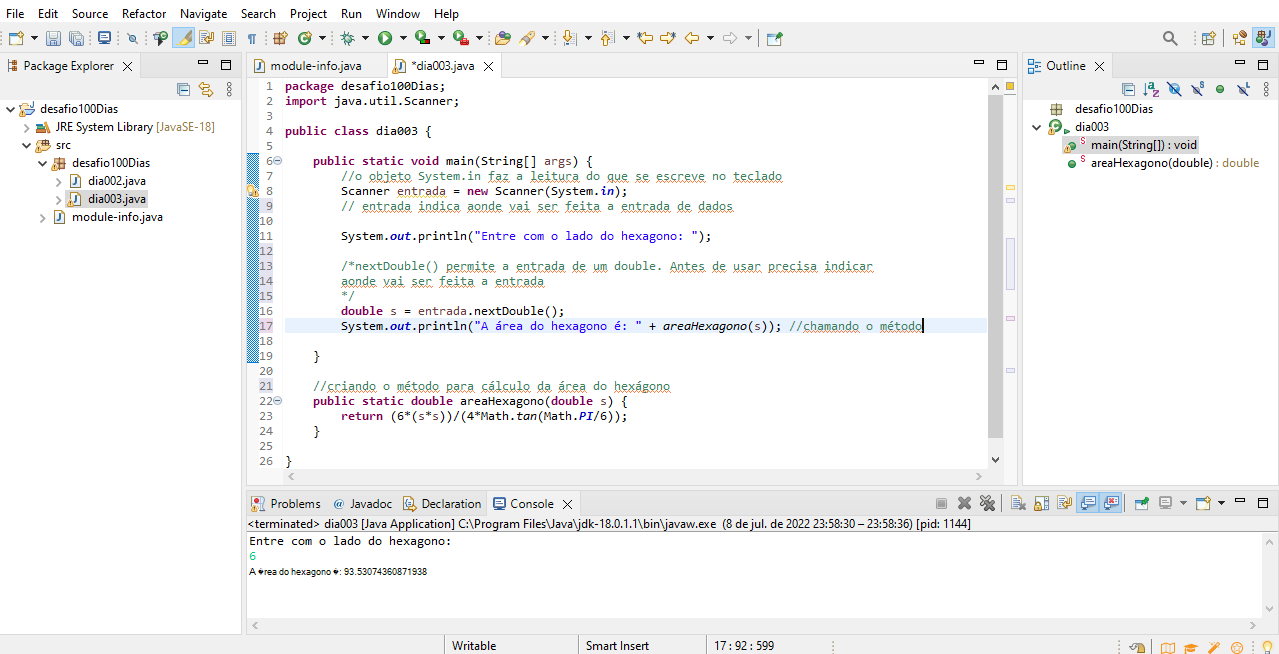 File Edit Source Refactor Navigate Search Project Run Window Help
Package Explorer
desafio100Dias
JRE System Library [JavaSE-18]
src
desafio100Dias
dia002.java
dia003.java
module-info.java
module-info.java *dia003.java
1 package desafio100Dias;
2 import java.util.Scanner;
3
4 public class dia003 {
5
6 public static void main(String[] args) {
7 //o objeto System.in faz a leitura do que se escreve no teclado
8 Scanner entrada = new Scanner(System.in);
9 // entrada indica aonde vai ser feita a entrada de dados
10
11 System.out.println("Entre com o lado do hexagono: ");
12
13 /*nextDouble() permite a entrada de um double. Antes de usar precisa indicar
14 aonde vai ser feita a entrada
15 */
16 double s = entrada.nextDouble();
17 System.out.println("A área do hexagono é: " + areaHexagono(s)); //chamando o método
18
19 }
20
21 //criando o método para cálculo da área do hexágono
22 public static double areaHexagono(double s) {
23 return (6*(s*s))/(4*Math.tan(Math.PI/6));
24 }
25
26 }
Outline
desafio100Dias
dia003
main(String[]) : void
areaHexagono(double) : double
Problems @ Javadoc Declaration Console
<terminated> dia003 [Java Application] C:\Program Files\Java\jdk-18.0.1.1\bin\javaw.exe (8 de jul. de 2022 23:58:30 – 23:58:36) [pid: 1144]
Entre com o lado do hexagono:
6
A �rea do hexagono �: 93.53074360871938
Writable Smart Insert 17 : 92 : 599